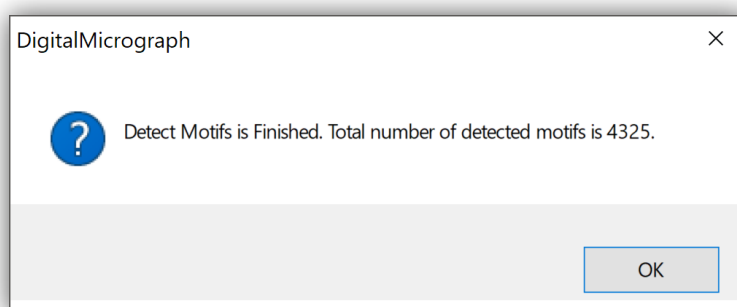 DigitalMicrograph
Detect Motifs is Finished. Total number of detected motifs is 4325.
OK